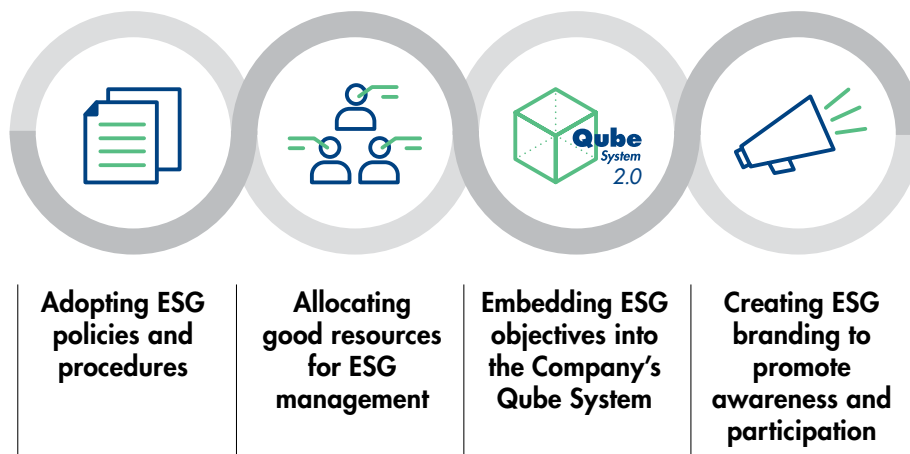 Qube
System
2.0
Adopting ESG
policies and
procedures
Allocating
good resources
for ESG
management
Embedding ESG
objectives into
the Company's
Qube System
Creating ESG
branding to
promote
awareness and
participation